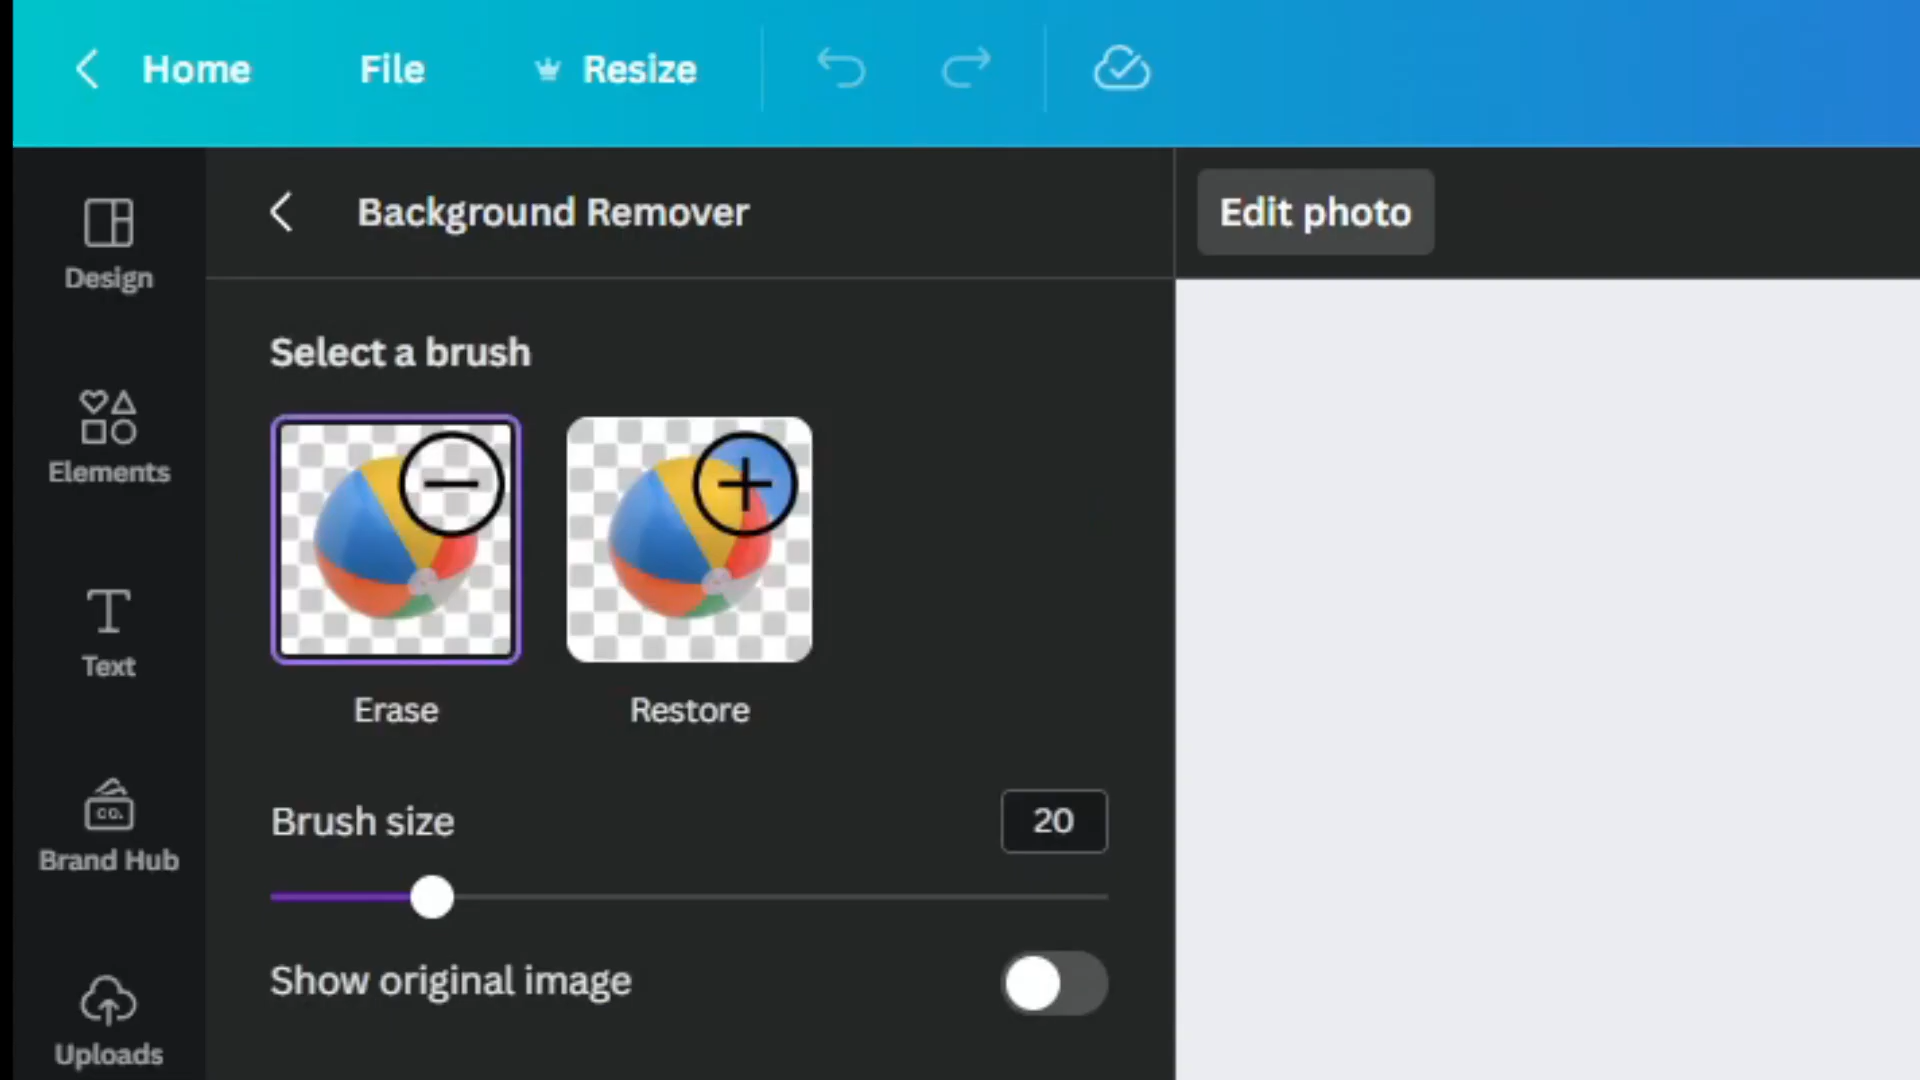 Home File Resize
Design
Background Remover
Edit photo
Select a brush
Elements
Text
Erase
Restore
Brush size
20
CO.
Brand Hub
Show original image
Uploads